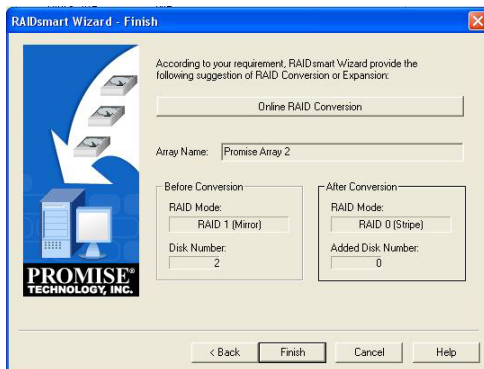 RAIDsmart Wizard - Finish
According to your requirement, RAIDsmart Wizard provide the
following suggestion of RAID Conversion or Expansion:
Online RAID Conversion
Array Name: Promise Array 2
Before Conversion
RAID Mode:
RAID 1 (Mirror)
Disk Number:
2
After Conversion
RAID Mode:
RAID 0 (Stripe)
Added Disk Number:
0
PROMISE®
TECHNOLOGY, INC.
< Back Finish Cancel Help